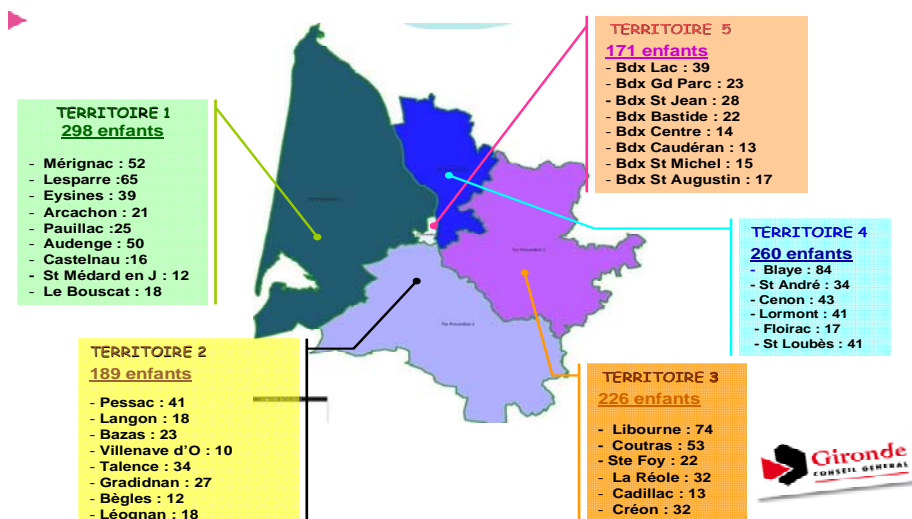 TERRITOIRE 5
171 enfants
- Bdx Lac : 39
- Bdx Gd Parc : 23
- Bdx St Jean : 28
- Bdx Bastide : 22
- Bdx Centre : 14
- Bdx Caudéran : 13
- Bdx St Michel : 15
- Bdx St Augustin : 17
TERRITOIRE 1
298 enfants
- Mérignac : 52
- Lesparre :65
- Eysines : 39
- Arcachon : 21
- Pauillac :25
- Audenge : 50
- Castelnau :16
- St Médard en J : 12
- Le Bouscat : 18
TERRITOIRE 4
260 enfants
- Blaye : 84
- St André : 34
- Cenon : 43
- Lormont : 41
- Floirac : 17
- St Loubès : 41
TERRITOIRE 2
189 enfants
- Pessac : 41
- Langon : 18
- Bazas : 23
- Villenave d'O : 10
- Talence : 34
- Gradidnan : 27
- Bègles : 12
- Léognan : 18
TERRITOIRE 3
226 enfants
- Libourne : 74
- Coutras : 53
- Ste Foy : 22
- La Réole : 32
- Cadillac : 13
- Créon : 32
Gironde
CONSEIL GENERAL